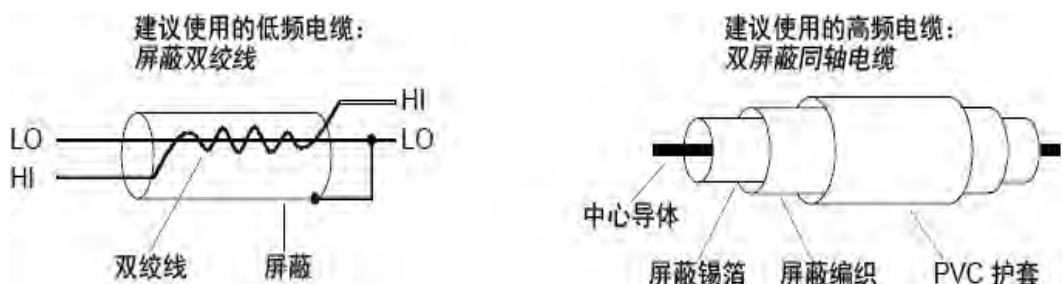 建议使用的低频电缆：
屏蔽双绞线
HI
LO
LO
HI
双绞线
屏蔽
建议使用的高频电缆：
双屏蔽同轴电缆
中心导体
屏蔽锡箔
屏蔽编织
PVC 护套